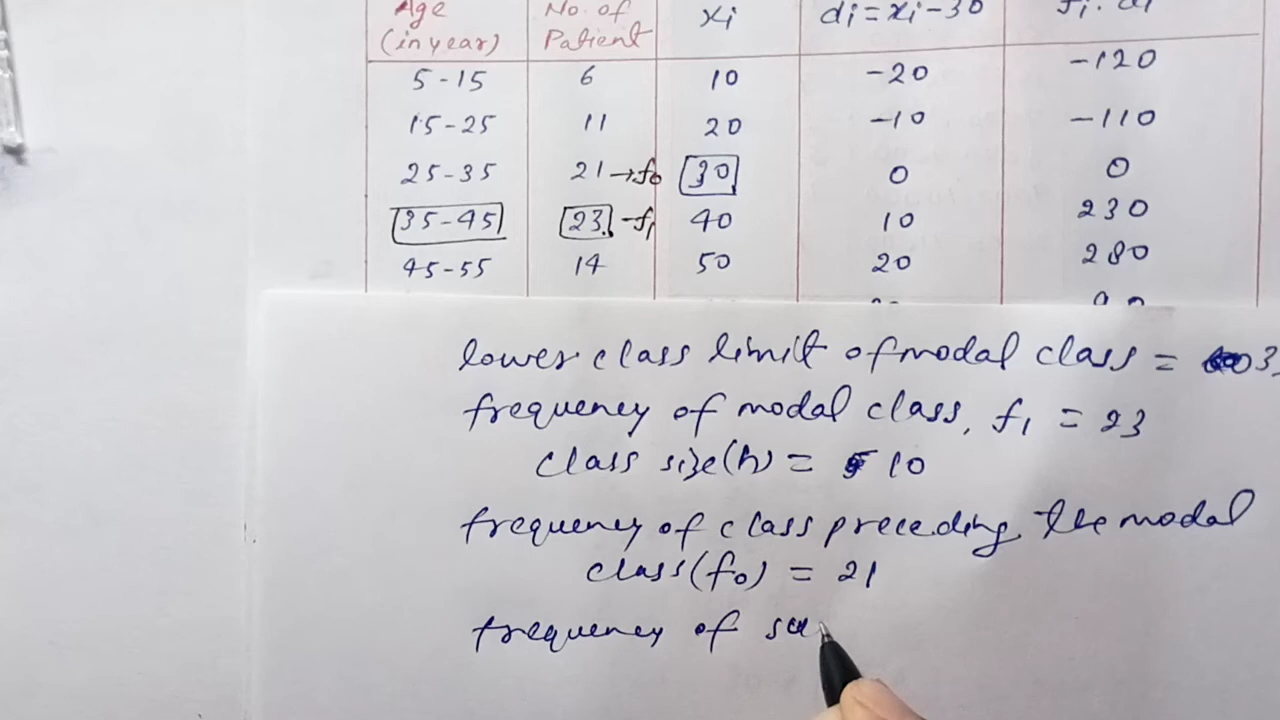 Age No. of xi di = xi - 30
(in year) Patient
5-15 6 10 -20 -120
15-25 11 20 -10 -110
25-35 21 →f0 30 0 0
35-45 23. -f1 40 10 230
45-55 14 50 20 280
lower class limit of modal class = 3
frequency of modal class, f1 = 23
class size(h) = 10
frequency of class preceding the modal
class(f0) = 21
frequency of su